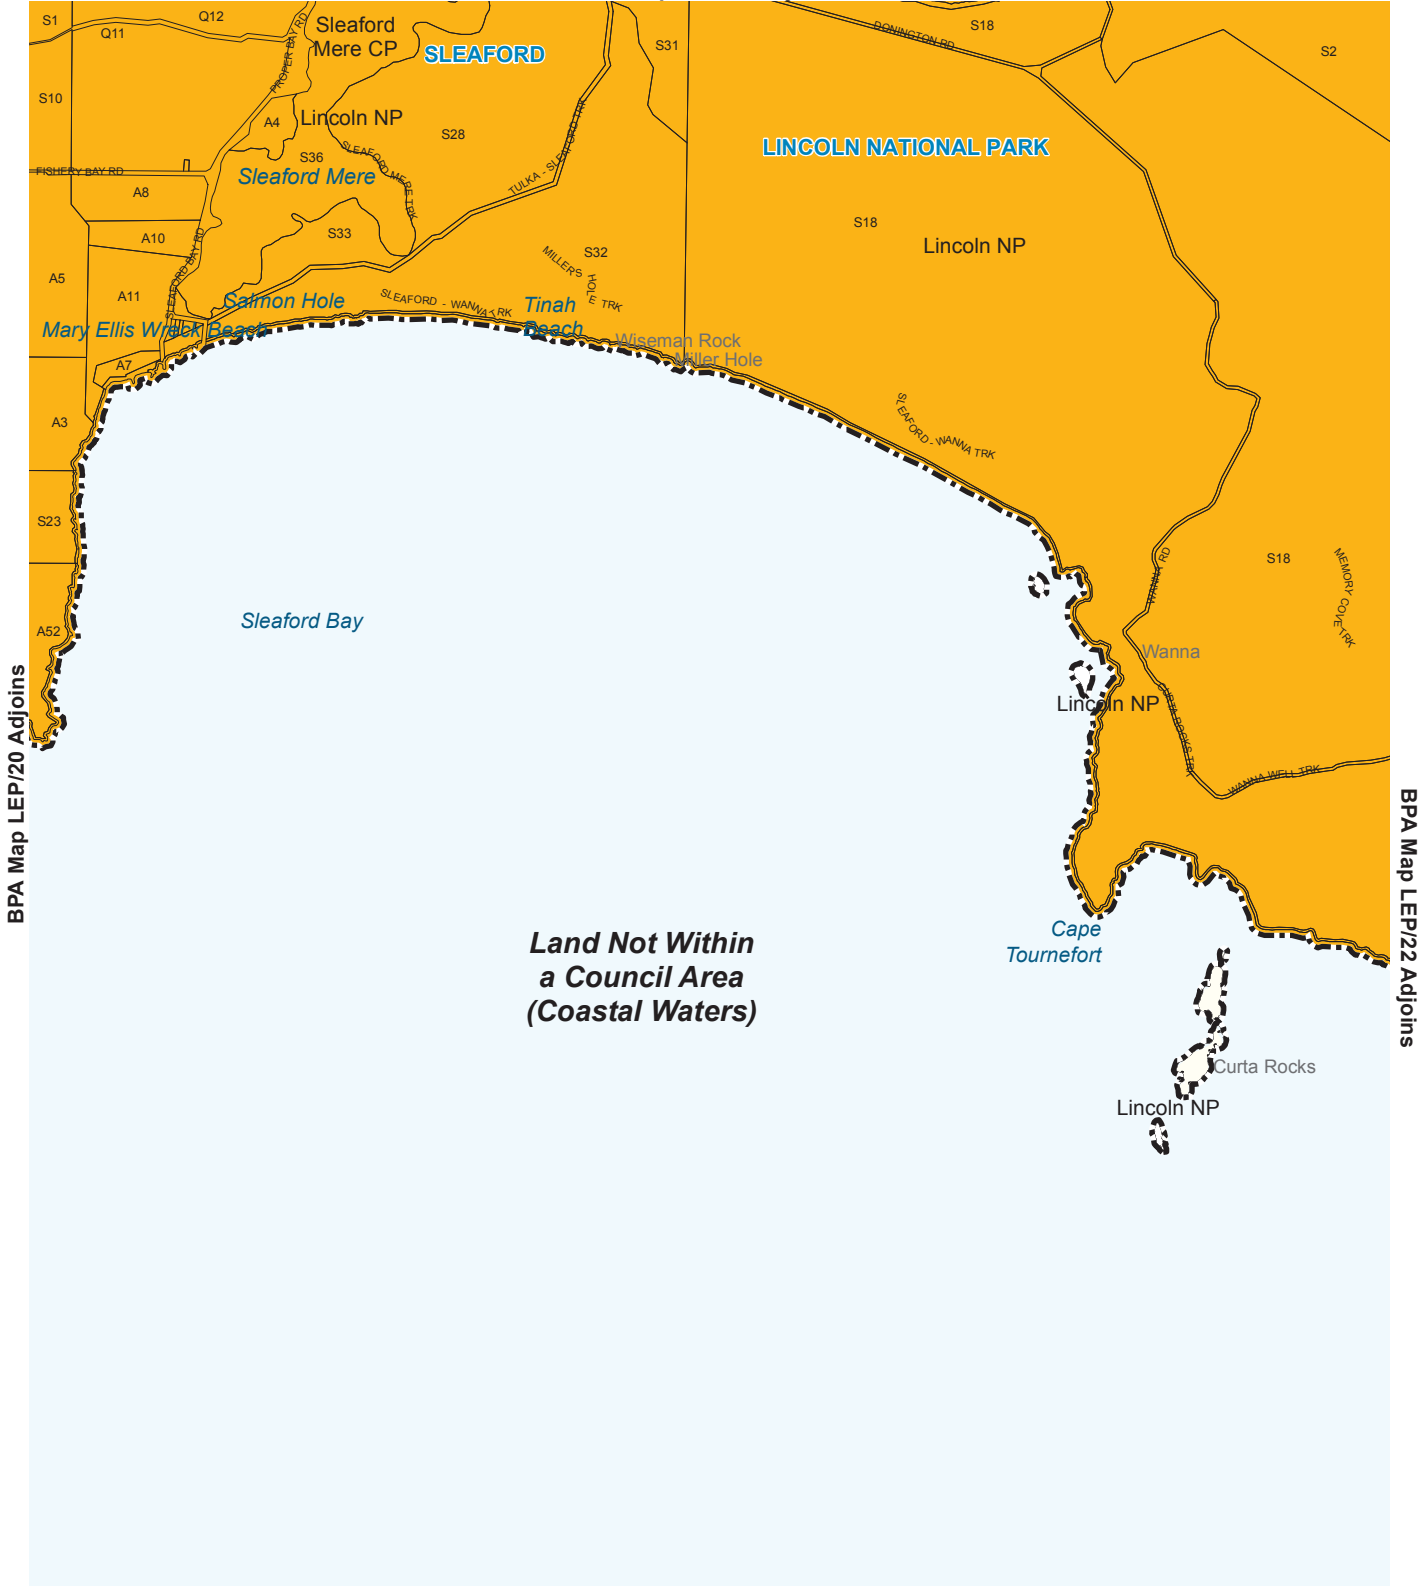 S1
Q12
Q11
PROPER BAY RD
Sleaford
Mere CP
SLEAFORD
S31
DONINGTON RD
S18
S2
S10
A4
Lincoln NP
S28
TULKA - SLEAFORD TRK
LINCOLN NATIONAL PARK
S36
SLEAFORD MERE TRK
Sleaford Mere
FISHERY BAY RD
A8
A10
SLEAFORD BAY RD
S33
S32
MILLERS HOLE TRK
S18
Lincoln NP
A5
A11
Salmon Hole
SLEAFORD - WANNA TRK
Tinah
Beach
Mary Ellis Wreck Beach
Wiseman Rock
Miller Hole
A7
A3
SLEAFORD - WANNA TRK
S23
WANNA RD
S18
MEMORY COVE TRK
Sleaford Bay
A52
Wanna
Lincoln NP
CURTA ROCKS TRK
WANNA WELL TRK
BPA Map LEP/20 Adjoins
BPA Map LEP/22 Adjoins
Cape
Tournefort
Land Not Within
a Council Area
(Coastal Waters)
Curta Rocks
Lincoln NP